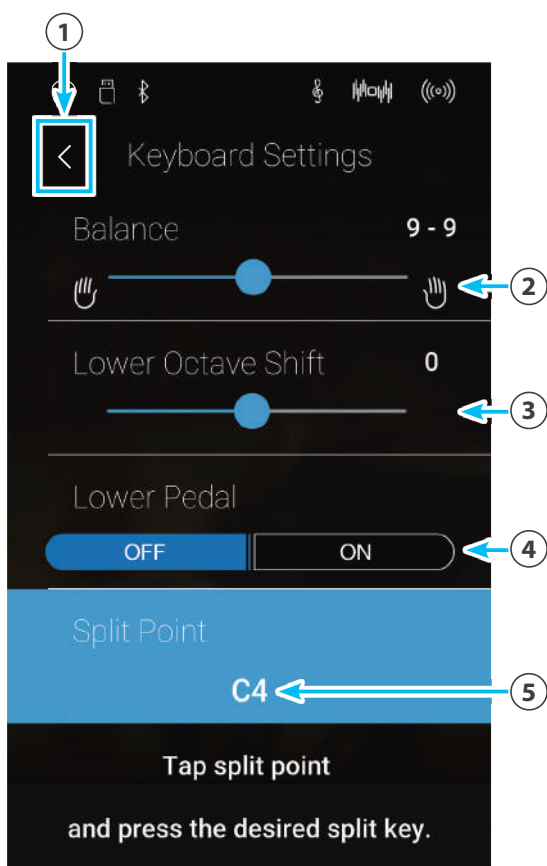 1
Keyboard Settings
Balance 9 - 9
2
Lower Octave Shift 0
3
Lower Pedal
OFF ON
4
Split Point
C4
5
Tap split point
and press the desired split key.